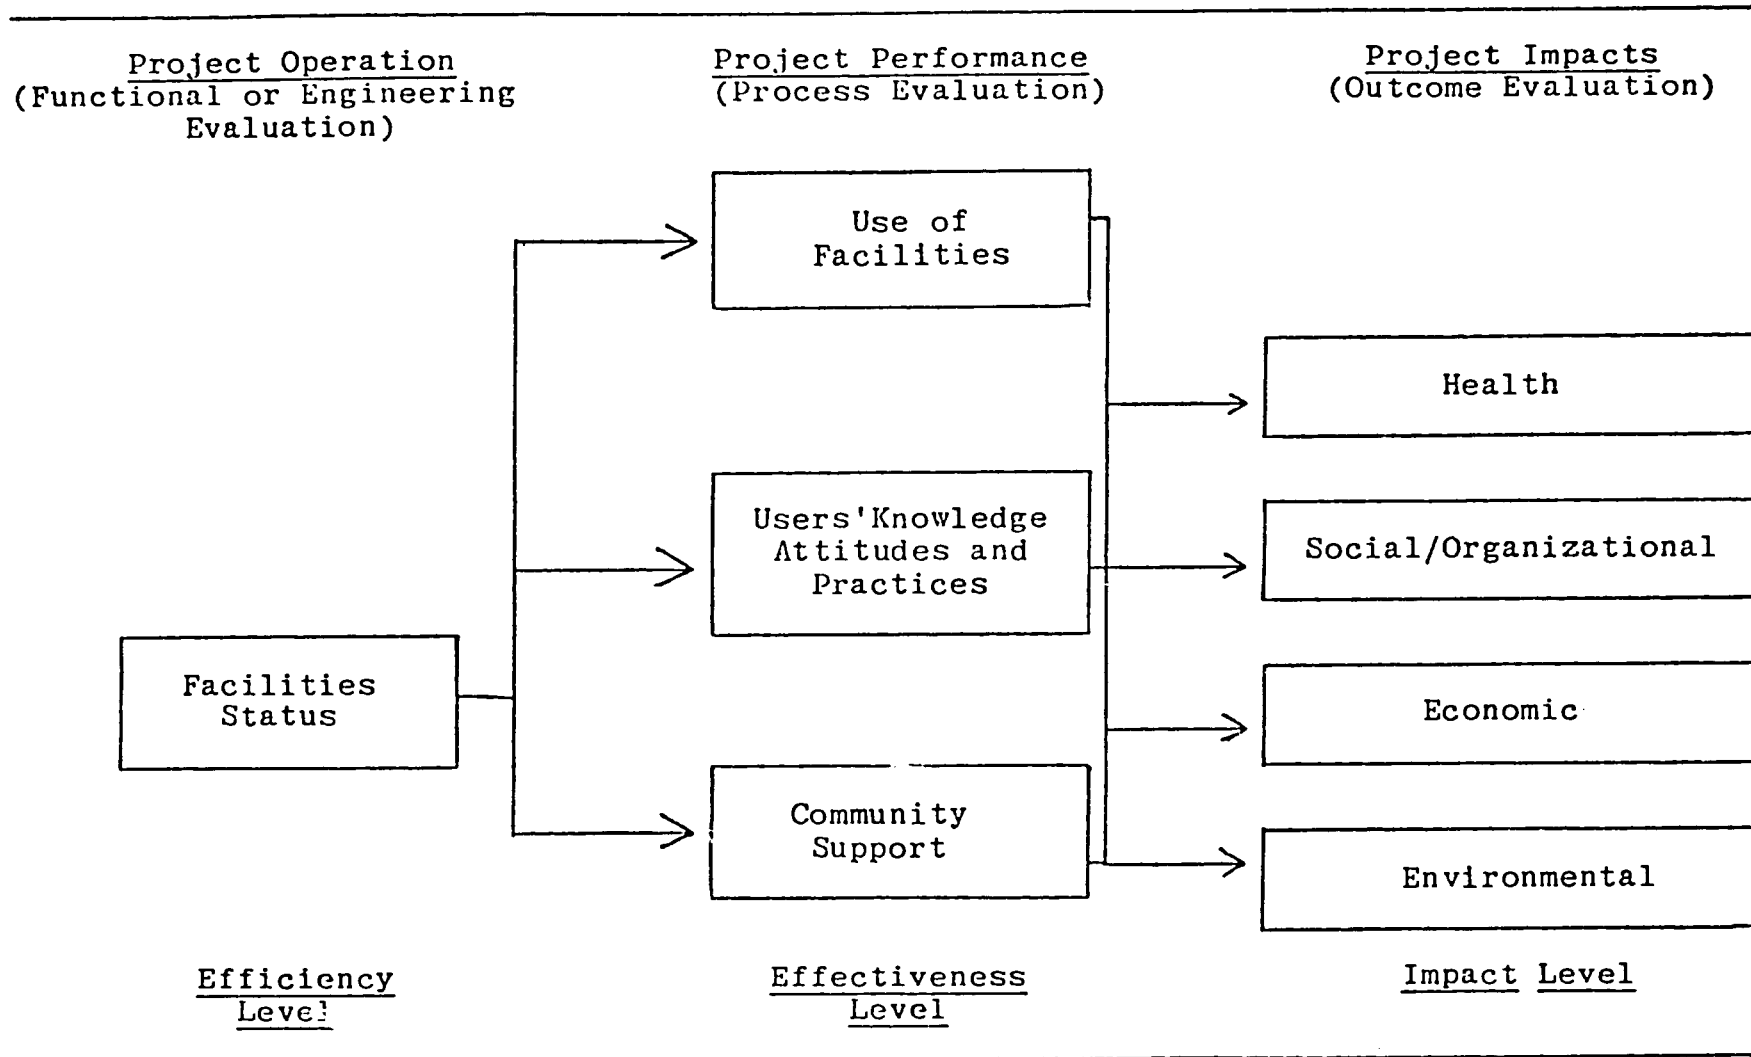 Project Operation
(Functional or Engineering
Evaluation)
Project Performance
(Process Evaluation)
Project Impacts
(Outcome Evaluation)
Use of
Facilities
Users'Knowledge
Attitudes and
Practices
Facilities
Status
Community
Support
Health
Social/Organizational
Economic
Environmental
Efficiency
Level
Effectiveness
Level
Impact Level